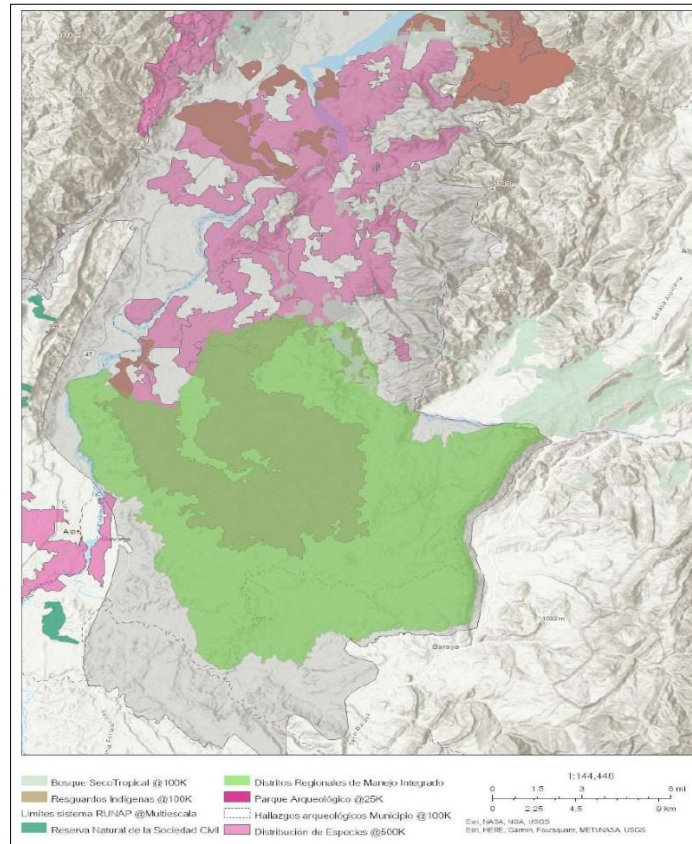 47
Villavieja
1092 m
Baraya
Bosque SecoTropical @100K
Resguardos Indígenas @100K
Límites sistema RUNAP @Multiescala
Reserva Natural de la Sociedad Civil
Distritos Regionales de Manejo Integrado
Parque Arqueológico @25K
Hallazgos arqueológicos Municipio @100K
Distribución de Especies @500K
1:144,448
0 1.5 3 6 mi
0 2.25 4.5 9 km
Esri, NASA, NGA, USGS
Esri, HERE, Garmin, Foursquare, METI/NASA, USGS